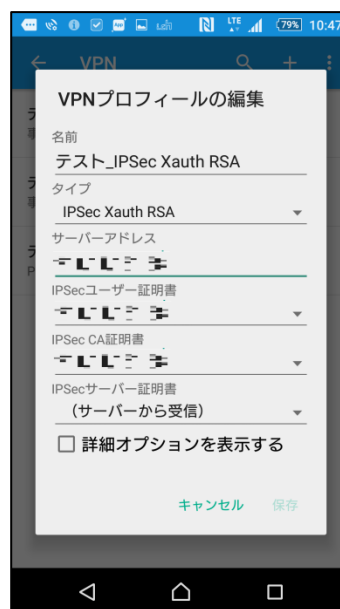 LTE
79% 10:47
VPN
VPNプロフィールの編集
名前
テスト_IPSec Xauth RSA
タイプ
IPSec Xauth RSA
サーバーアドレス
IPSecユーザー証明書
IPSec CA証明書
IPSecサーバー証明書
(サーバーから受信)
詳細オプションを表示する
キャンセル 保存